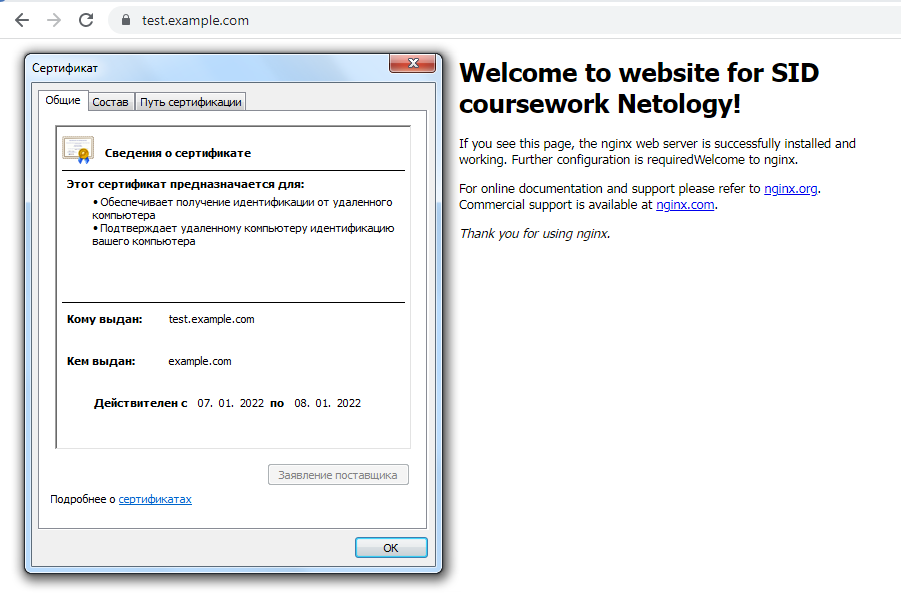 test.example.com
Сертификат
Общие
Состав
Путь сертификации
Сведения о сертификате
Этот сертификат предназначается для:
• Обеспечивает получение идентификации от удаленного
компьютера
• Подтверждает удаленному компьютеру идентификацию
вашего компьютера
Кому выдан: test.example.com
Кем выдан: example.com
Действителен с 07. 01. 2022 по 08. 01. 2022
Заявление поставщика
Подробнее о сертификатах
OK
Welcome to website for SID
coursework Netology!
If you see this page, the nginx web server is successfully installed and
working. Further configuration is requiredWelcome to nginx.
For online documentation and support please refer to nginx.org.
Commercial support is available at nginx.com.
Thank you for using nginx.